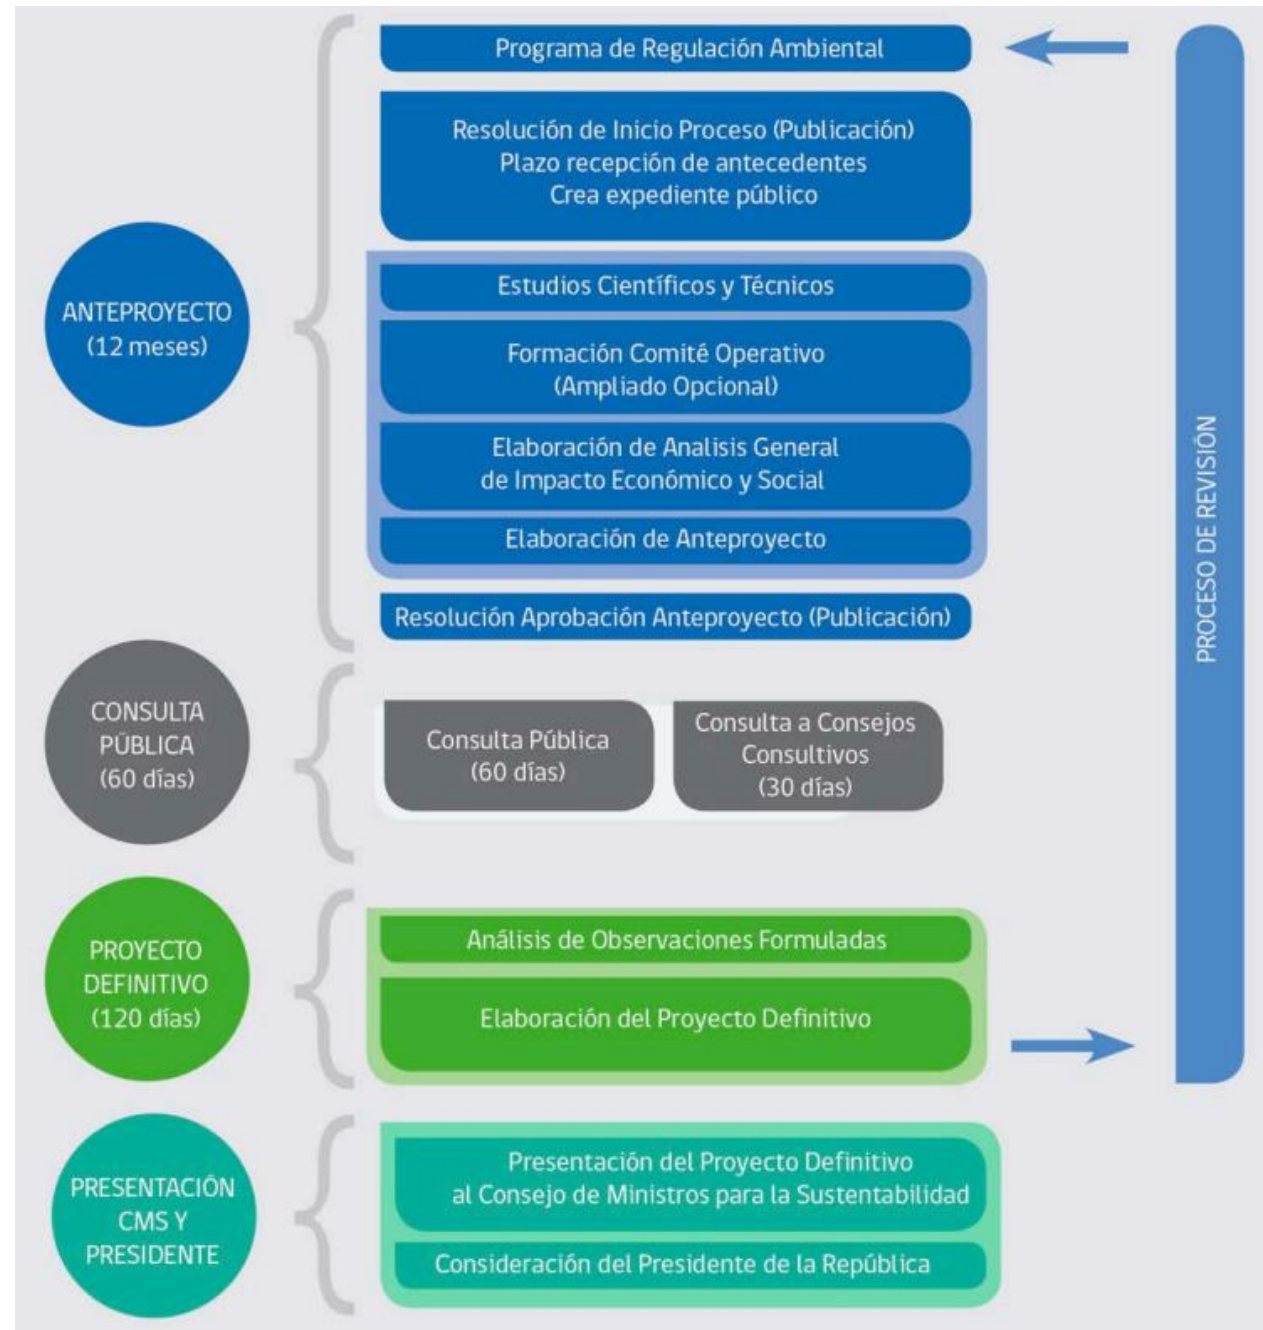 Programa de Regulación Ambiental
Resolución de Inicio Proceso (Publicación)
Plazo recepción de antecedentes
Crea expediente público
ANTEPROYECTO
(12 meses)
Estudios Científicos y Técnicos
Formación Comité Operativo
(Ampliado Opcional)
Elaboración de Analisis General
de Impacto Económico y Social
Elaboración de Anteproyecto
Resolución Aprobación Anteproyecto (Publicación)
CONSULTA
PÚBLICA
(60 días)
Consulta Pública
(60 días)
Consulta a Consejos
Consultivos
(30 días)
PROYECTO
DEFINITIVO
(120 días)
Análisis de Observaciones Formuladas
Elaboración del Proyecto Definitivo
PRESENTACIÓN
CMS Y
PRESIDENTE
Presentación del Proyecto Definitivo
al Consejo de Ministros para la Sustentabilidad
Consideración del Presidente de la República
PROCESO DE REVISIÓN